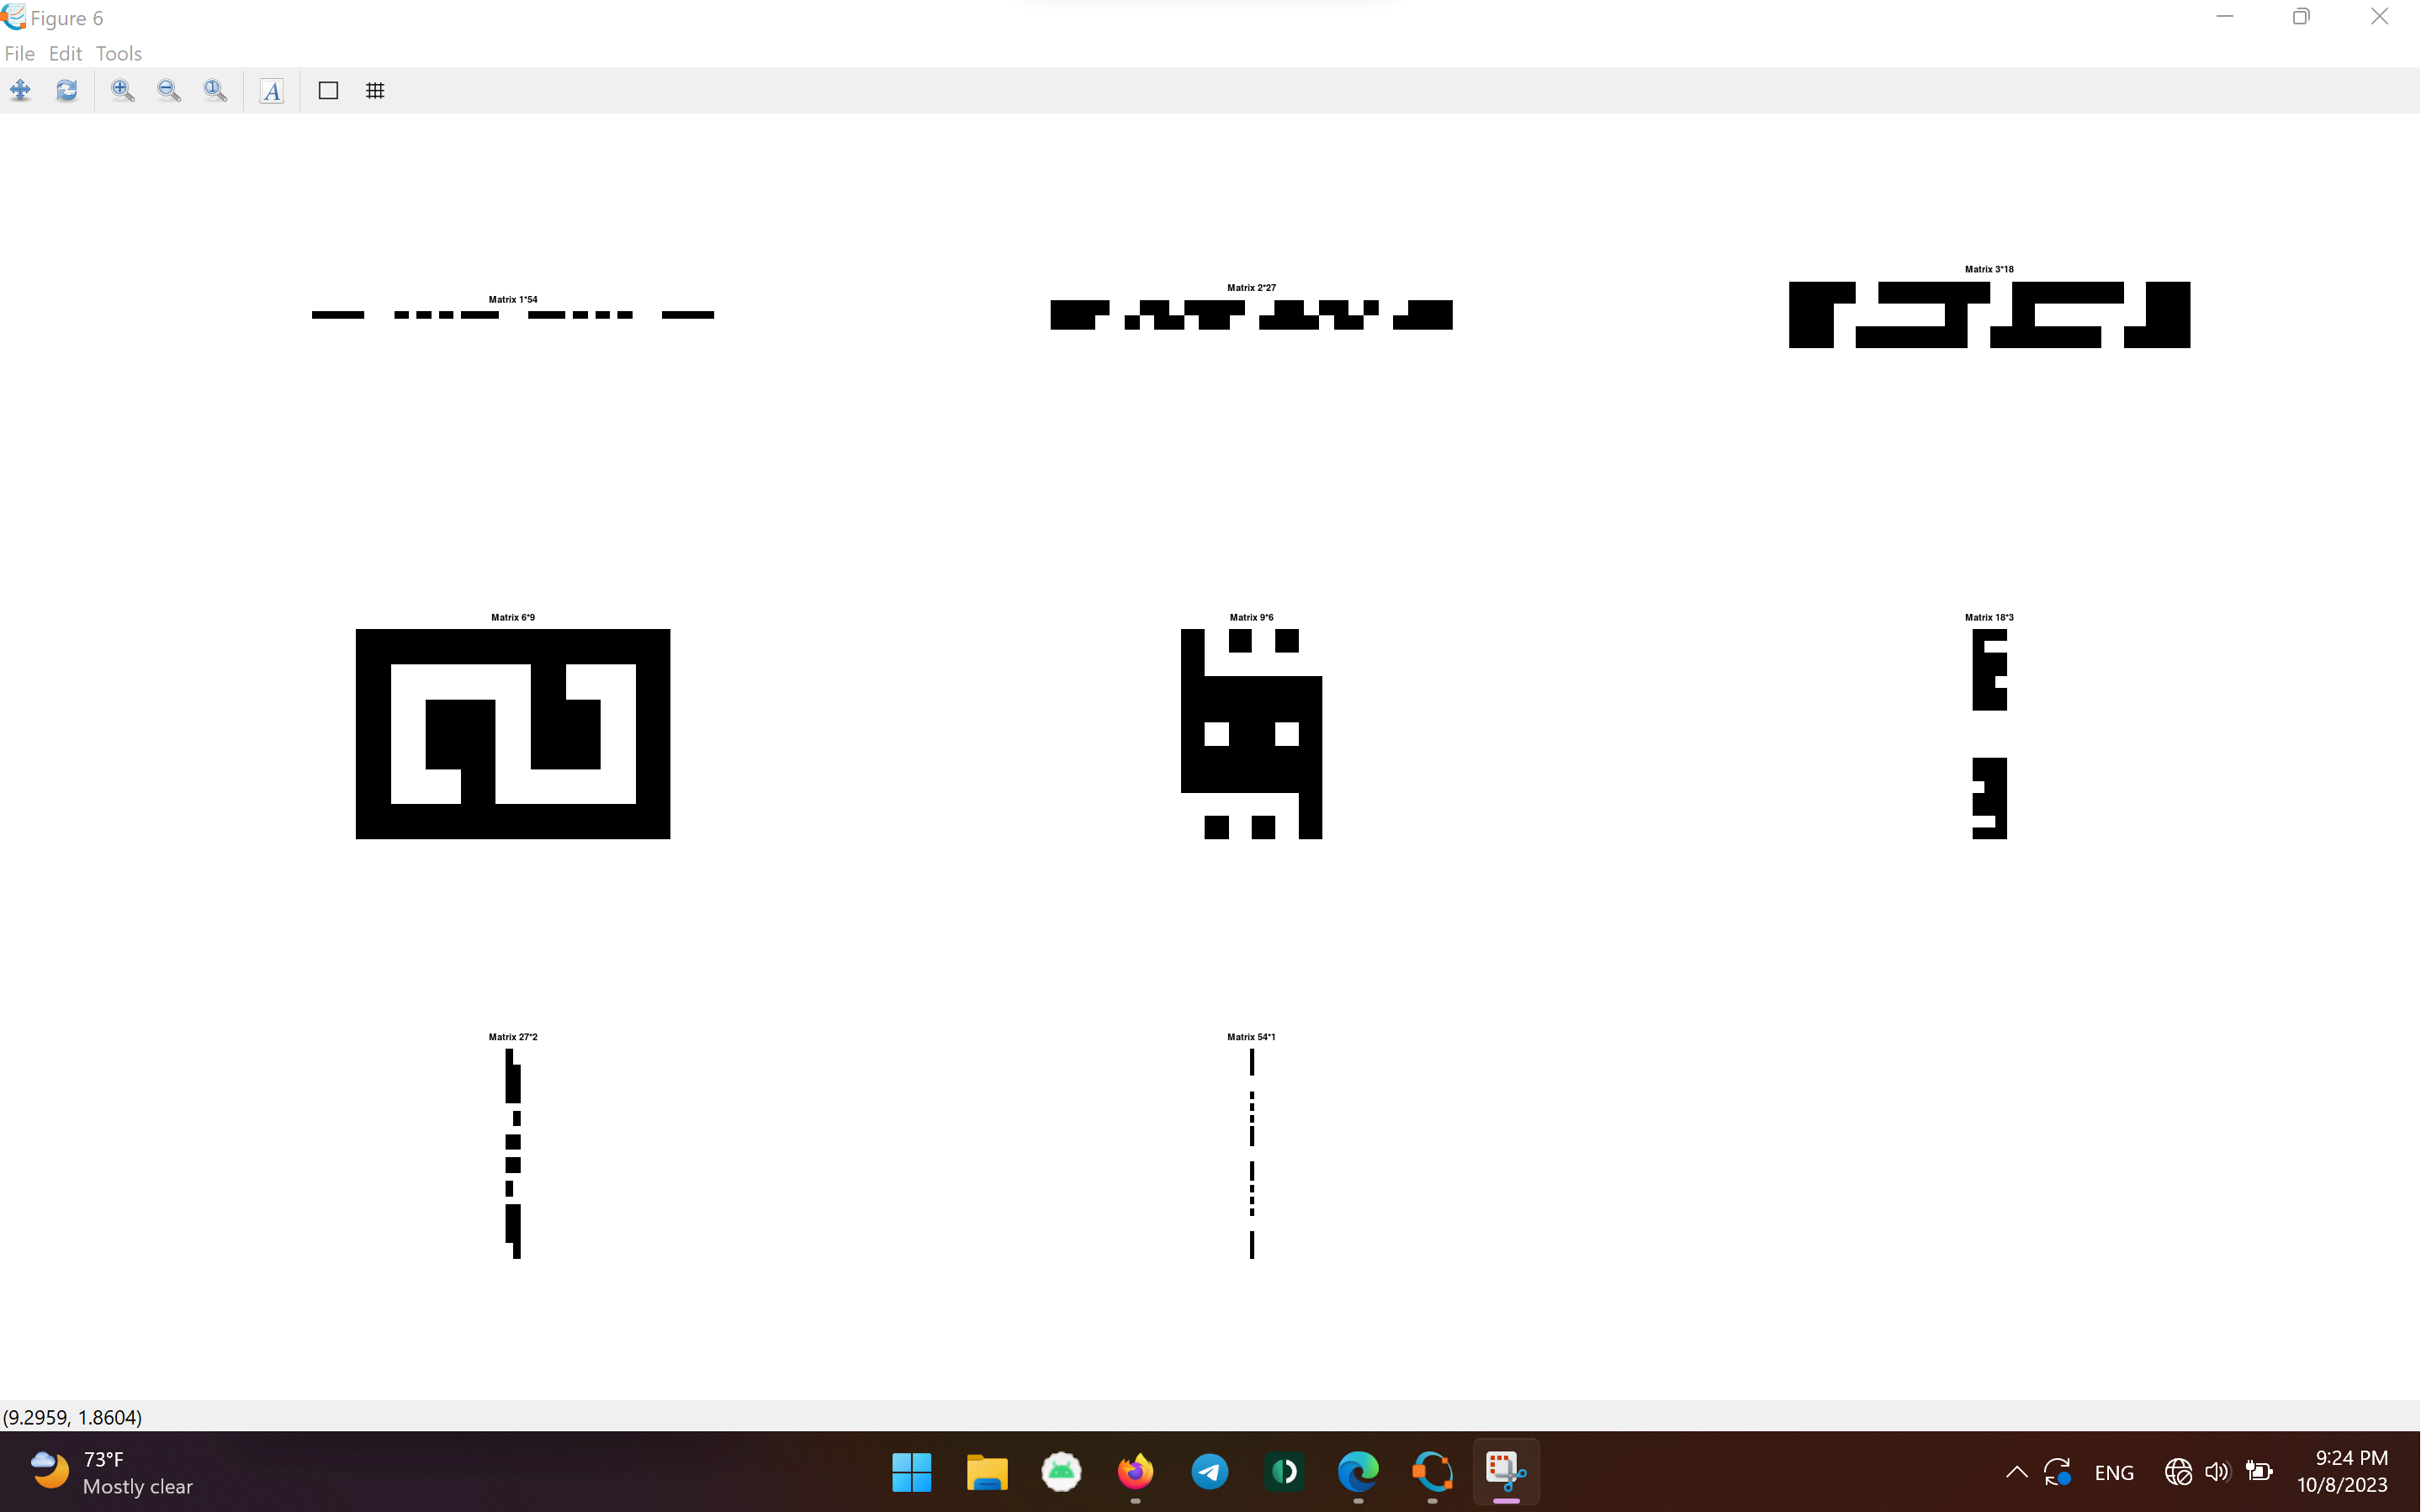 Figure 6
File Edit Tools
A
Matrix 1*54
Matrix 2*27
Matrix 3*18
Matrix 6*9
Matrix 9*6
Matrix 18*3
Matrix 27*2
Matrix 54*1
(9.2959, 1.8604)
73°F
Mostly clear
ENG
9:24 PM
10/8/2023